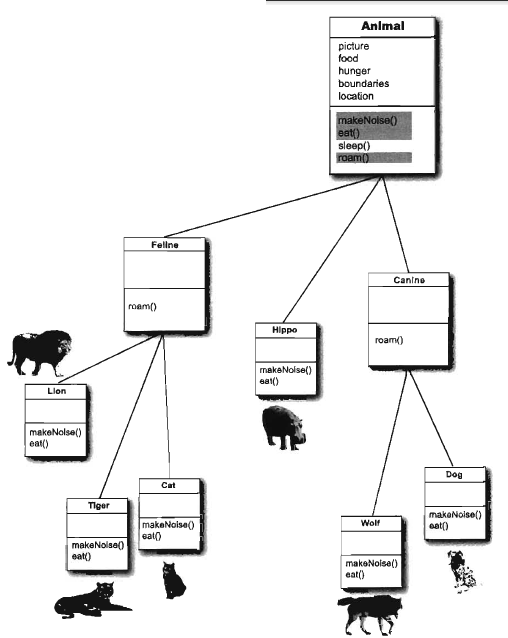 Animal
picture
food
hunger
boundaries
location
makeNoise()
eat()
sleep()
roam()
Feline
roam()
Canine
roam()
Hippo
makeNoise()
eat()
Lion
makeNoise()
eat()
Cat
makeNoise()
eat()
Tiger
makeNoise()
eat()
Dog
makeNoise()
eat()
Wolf
makeNoise()
eat()